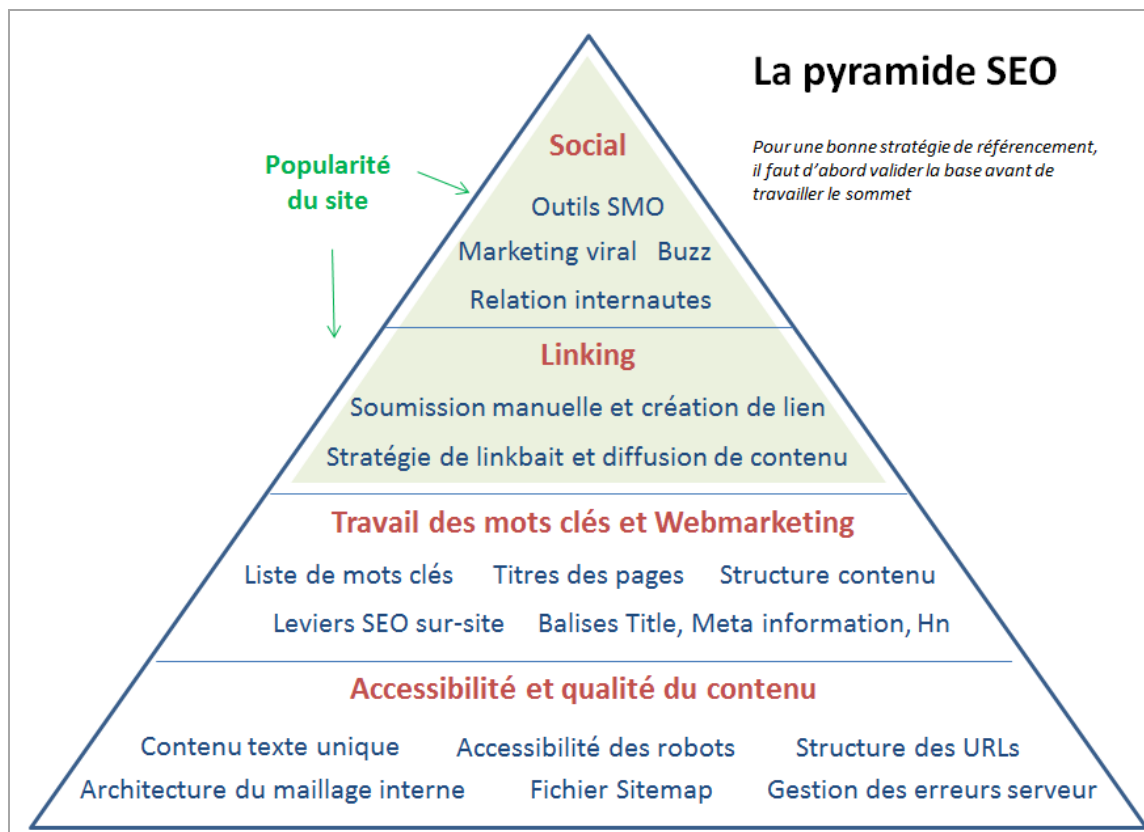 La pyramide SEO
Pour une bonne stratégie de référencement,
il faut d'abord valider la base avant de
travailler le sommet
Popularité
du site
Social
Outils SMO
Marketing viral Buzz
Relation internautes
Linking
Soumission manuelle et création de lien
Stratégie de linkbait et diffusion de contenu
Travail des mots clés et Webmarketing
Liste de mots clés Titres des pages Structure contenu
Leviers SEO sur-site Balises Title, Meta information, Hn
Accessibilité et qualité du contenu
Contenu texte unique Accessibilité des robots Structure des URLs
Architecture du maillage interne Fichier Sitemap Gestion des erreurs serveur